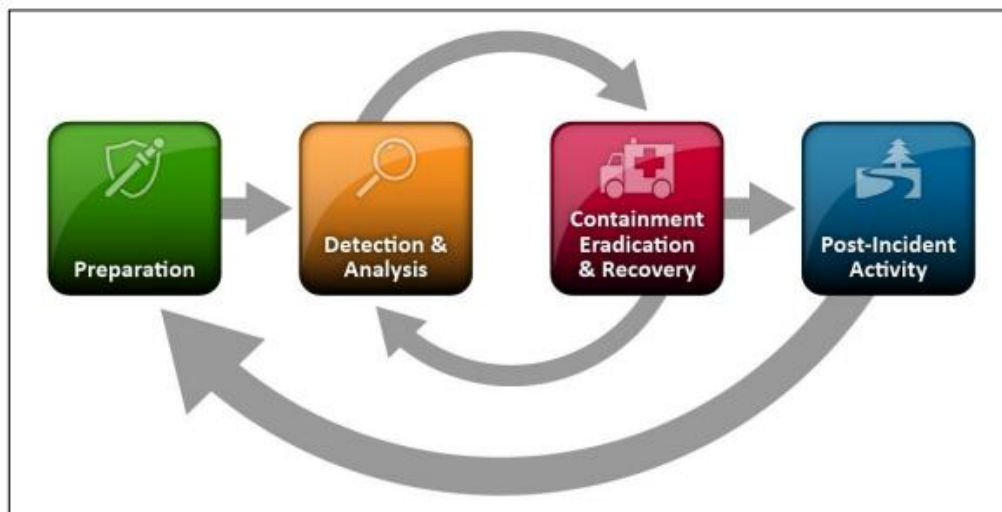 Preparation
Detection &
Analysis
Containment
Eradication
& Recovery
Post-Incident
Activity